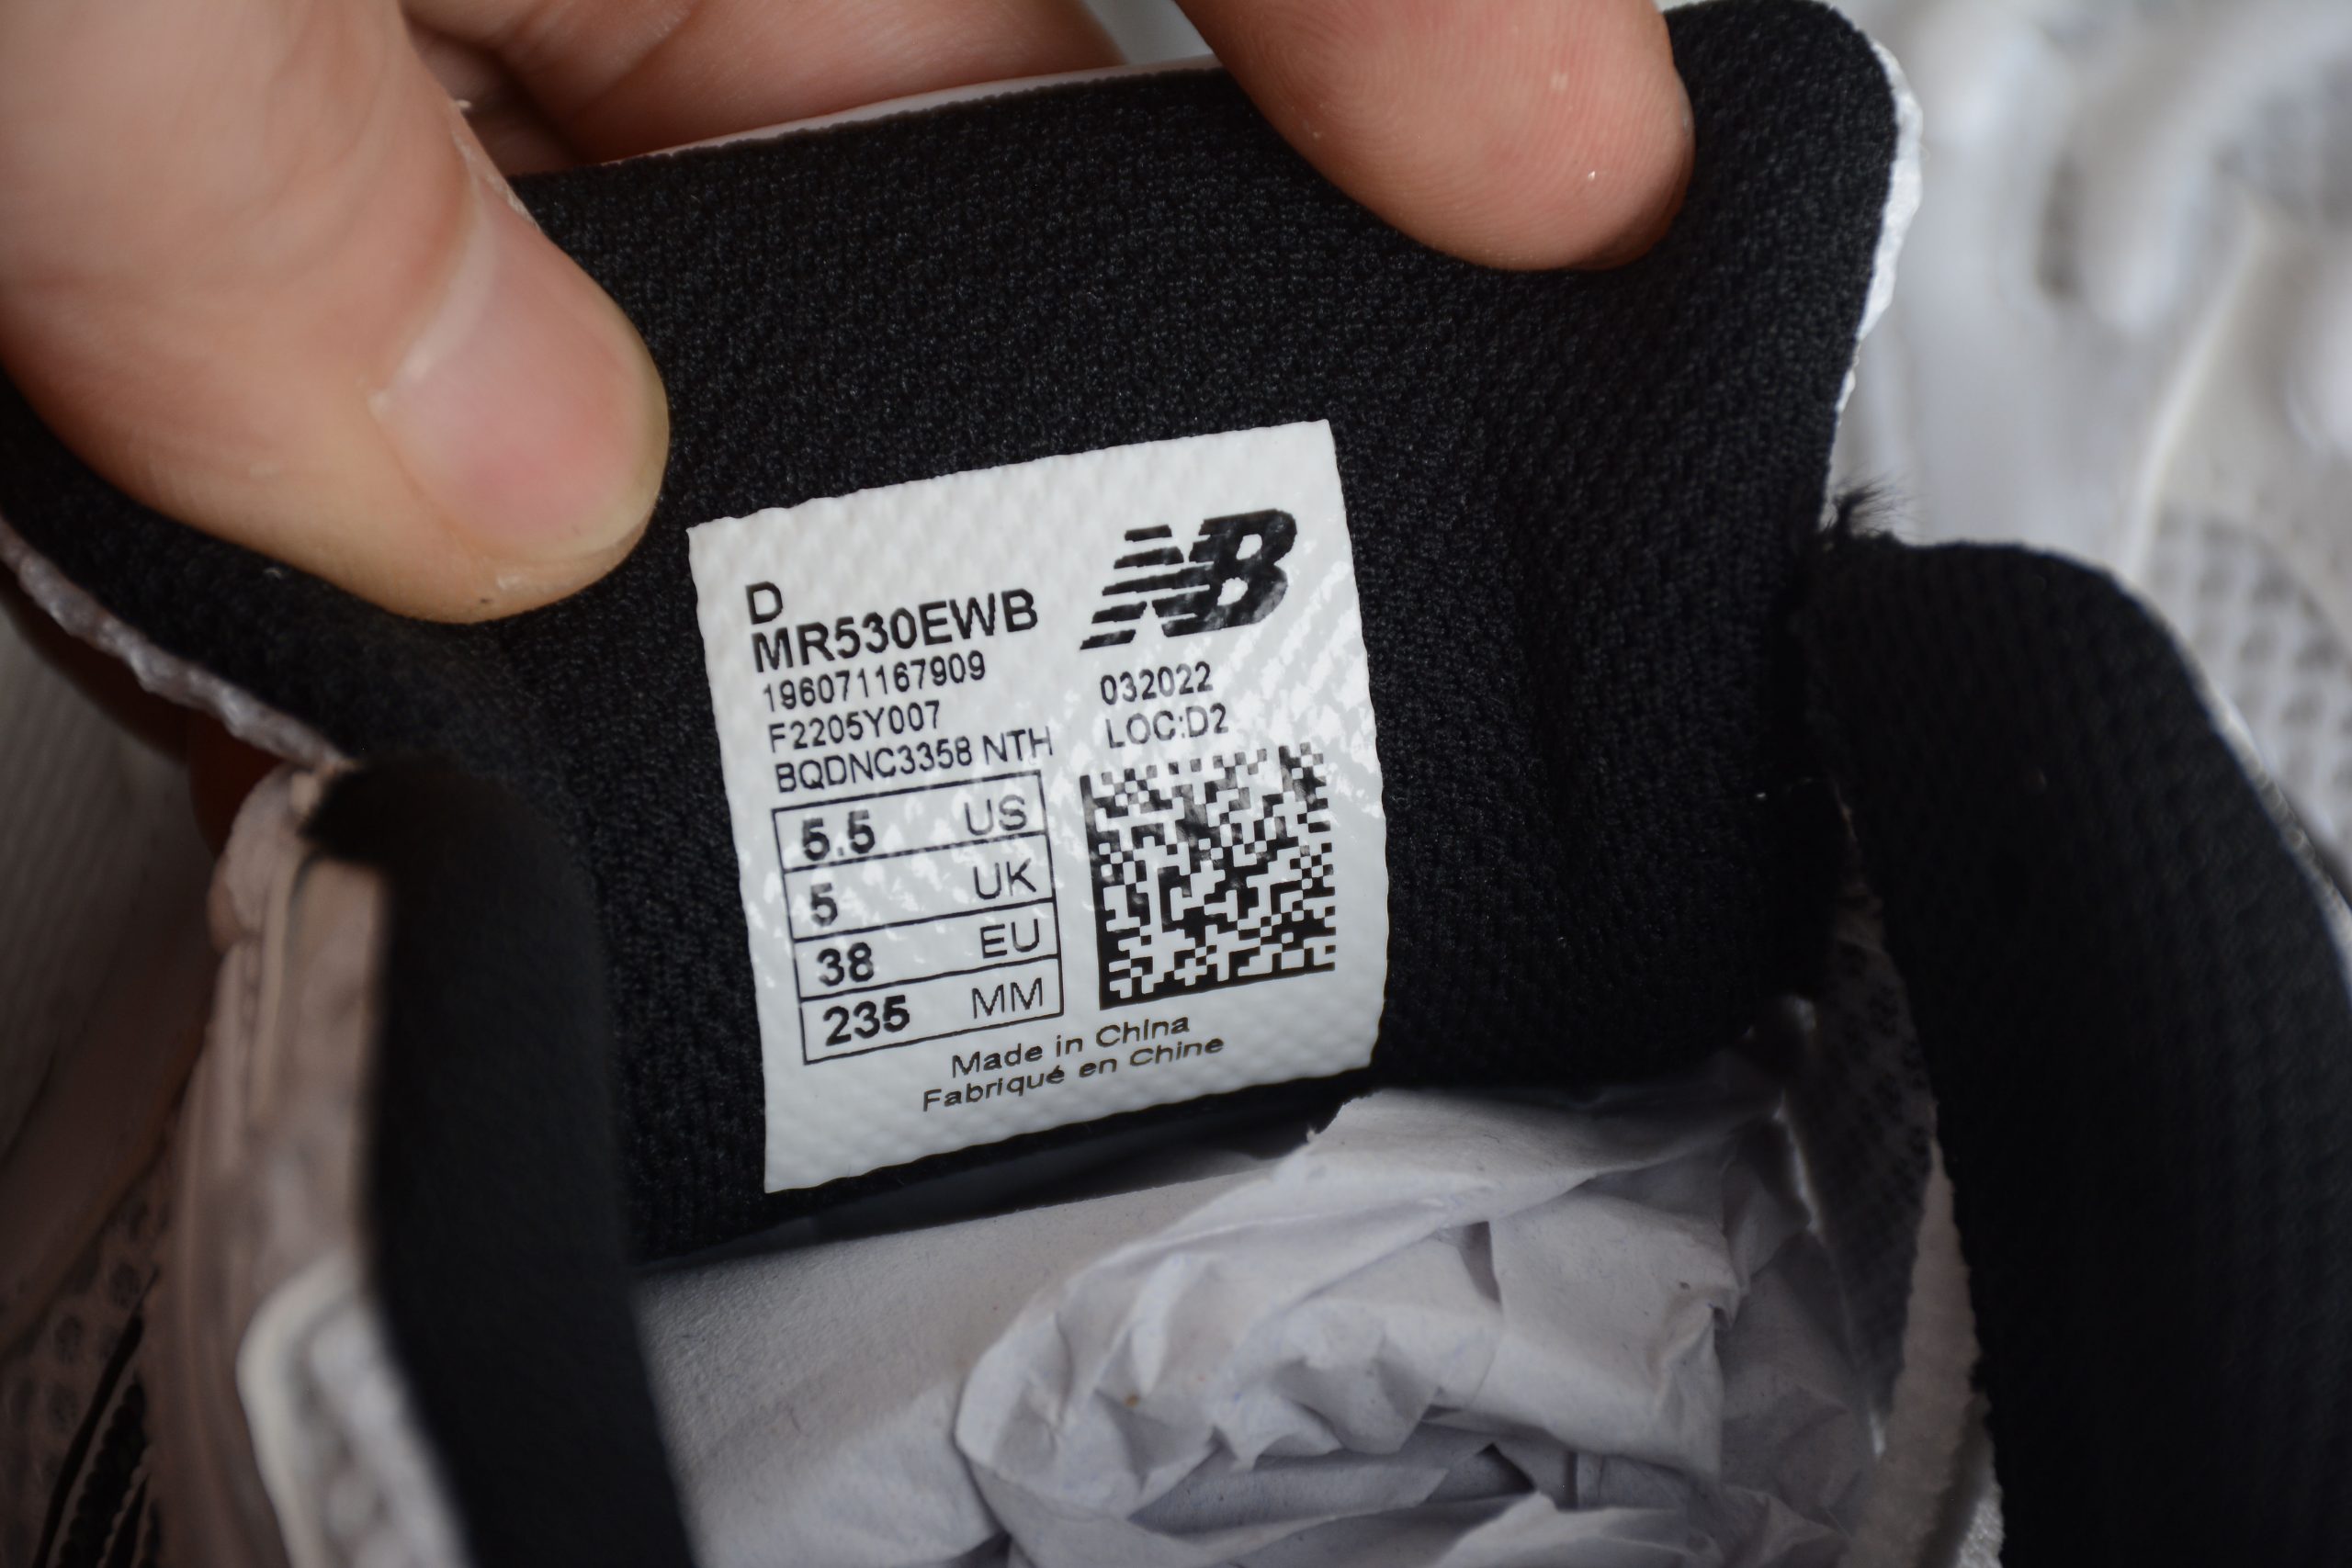 D
MR530EWB
196071167909
F2205Y007
BQDNC3358 NTH
NB
032022
LOC:D2
5.5 US
5 UK
38 EU
235 MM
Made in China
Fabriqué en Chine